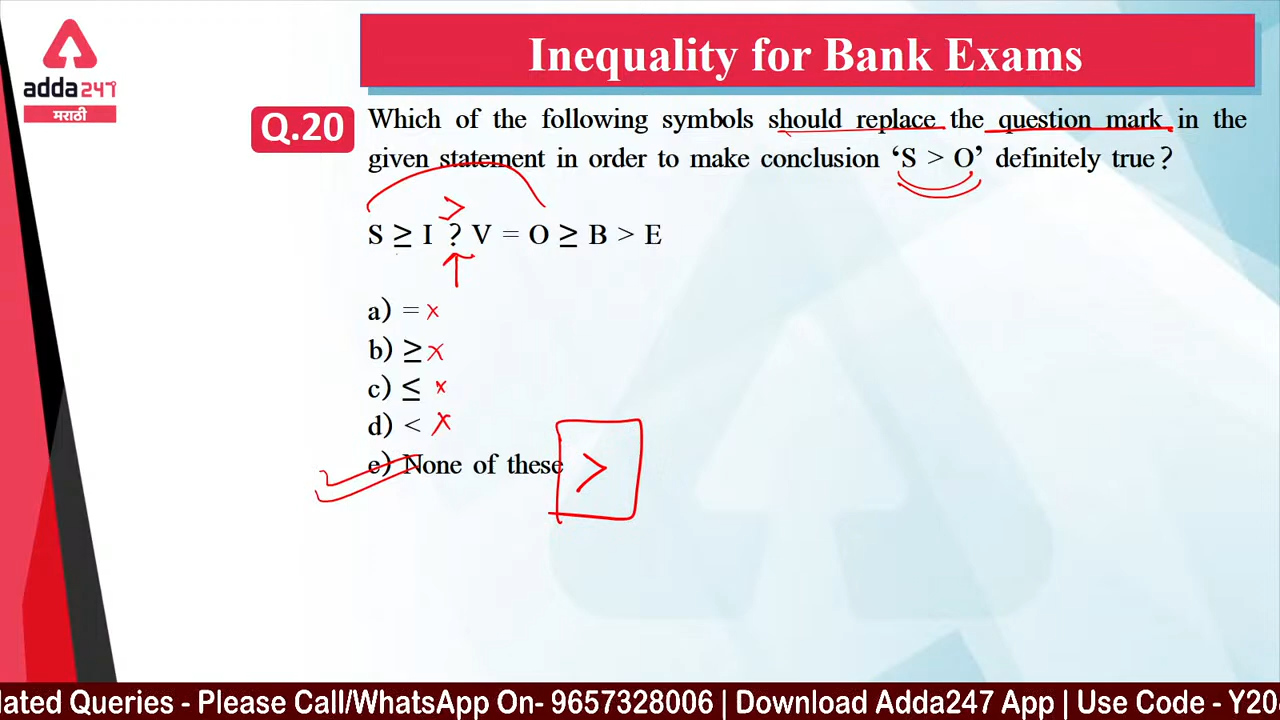 Inequality for Bank Exams
adda247
मराठी
Q.20 Which of the following symbols should replace the question mark in the
given statement in order to make conclusion ‘S > O’ definitely true?
>
S ≥ I ? V = O ≥ B > E
a) = x
b) ≥ x
c) ≤ x
d) < x
e) None of these >
lated Queries - Please Call/WhatsApp On- 9657328006 | Download Adda247 App | Use Code - Y20